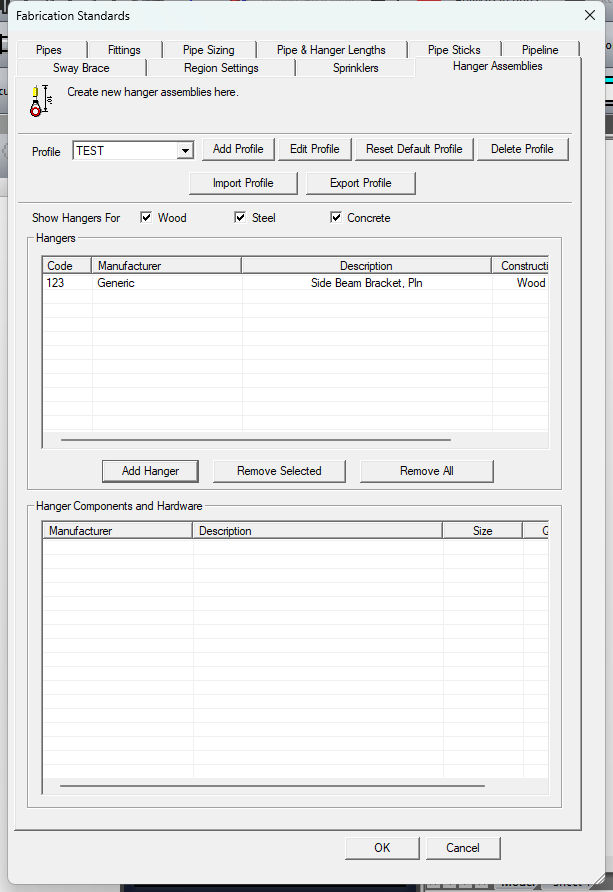 Fabrication Standards
Pipes Fittings Pipe Sizing Pipe & Hanger Lengths Pipe Sticks Pipeline
Sway Brace Region Settings Sprinklers Hanger Assemblies
Create new hanger assemblies here.
Profile TEST Add Profile Edit Profile Reset Default Profile Delete Profile
Import Profile Export Profile
Show Hangers For Wood Steel Concrete
Hangers
Code Manufacturer Description Constructi
123 Generic Side Beam Bracket, Pln Wood
Add Hanger Remove Selected Remove All
Hanger Components and Hardware
Manufacturer Description Size
OK Cancel